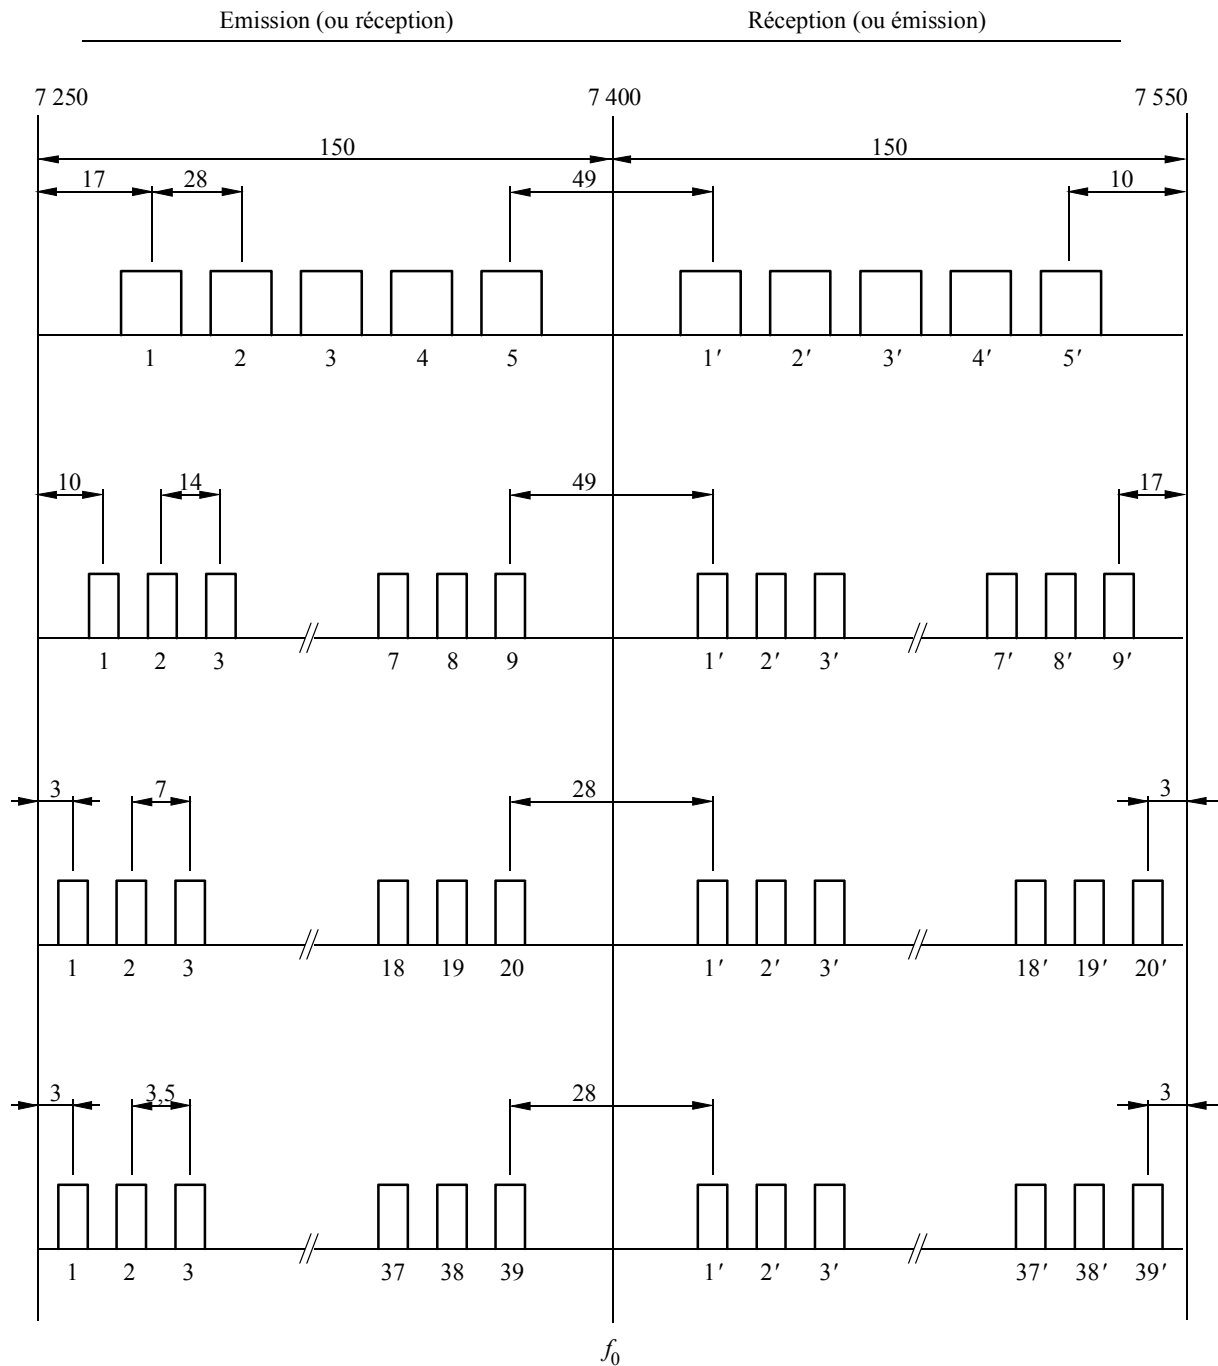 Emission (ou réception) Réception (ou émission)
7 250 7 400 7 550
150 150
17 28 49 10
1 2 3 4 5 1′ 2′ 3′ 4′ 5′
10 14 49 17
1 2 3 7 8 9 1′ 2′ 3′ 7′ 8′ 9′
3 7 28 3
1 2 3 18 19 20 1′ 2′ 3′ 18′ 19′ 20′
3 3,5 28 3
1 2 3 37 38 39 1′ 2′ 3′ 37′ 38′ 39′
f0